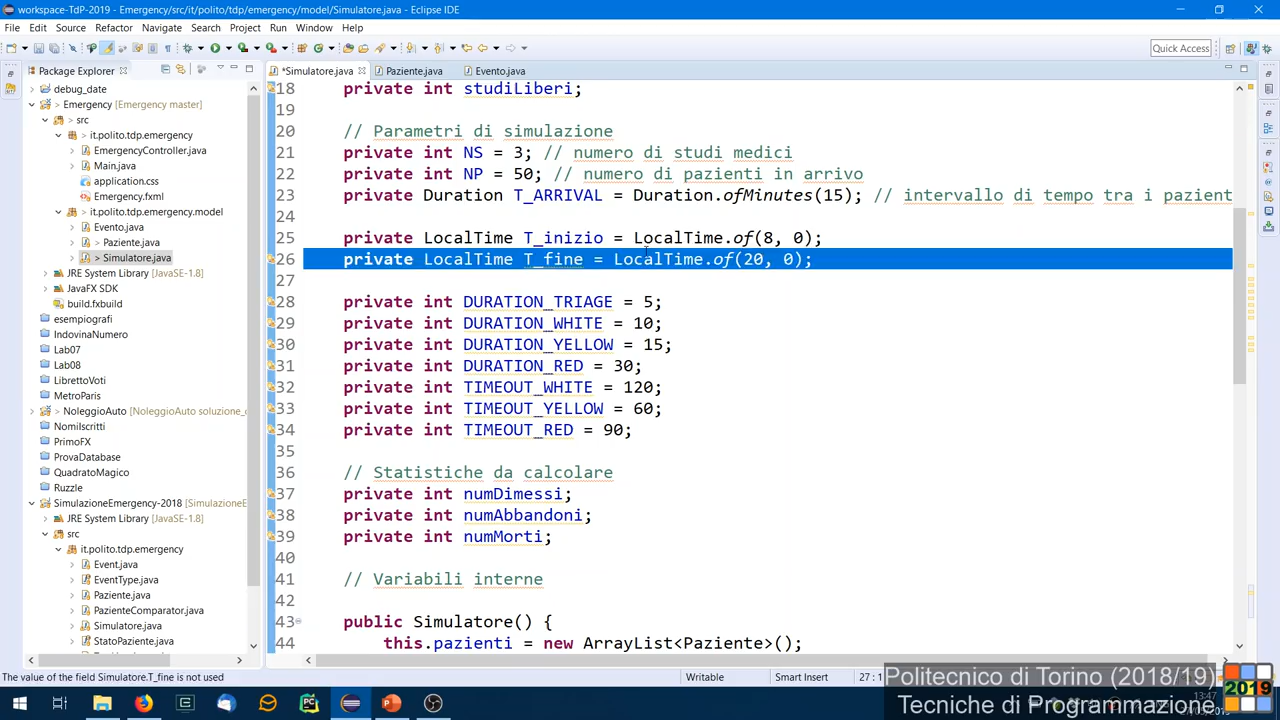 workspace-TdP-2019 - Emergency/src/it/polito/tdp/emergency/model/Simulatore.java - Eclipse IDE
File Edit Source Refactor Navigate Search Project Run Window Help
Quick Access
Package Explorer
*Simulatore.java
Paziente.java
Evento.java
debug_date
> Emergency [Emergency master]
> src
> it.polito.tdp.emergency
EmergencyController.java
Main.java
application.css
Emergency.fxml
> it.polito.tdp.emergency.model
Evento.java
> Paziente.java
> Simulatore.java
JRE System Library [JavaSE-1.8]
JavaFX SDK
build.fxbuild
esempiografi
IndovinaNumero
Lab07
Lab08
LibrettoVoti
MetroParis
> NoleggioAuto [NoleggioAuto soluzione_
NomiIscritti
PrimoFX
ProvaDatabase
QuadratoMagico
Ruzzle
SimulazioneEmergency-2018 [SimulazioneE
JRE System Library [JavaSE-1.8]
src
it.polito.tdp.emergency
Event.java
EventType.java
Paziente.java
PazienteComparator.java
Simulatore.java
StatoPaziente.java
18 private int studiLiberi;
19
20 // Parametri di simulazione
21 private int NS = 3; // numero di studi medici
22 private int NP = 50; // numero di pazienti in arrivo
23 private Duration T_ARRIVAL = Duration.ofMinutes(15); // intervallo di tempo tra i pazient
24
25 private LocalTime T_inizio = LocalTime.of(8, 0);
26 private LocalTime T_fine = LocalTime.of(20, 0);
27
28 private int DURATION_TRIAGE = 5;
29 private int DURATION_WHITE = 10;
30 private int DURATION_YELLOW = 15;
31 private int DURATION_RED = 30;
32 private int TIMEOUT_WHITE = 120;
33 private int TIMEOUT_YELLOW = 60;
34 private int TIMEOUT_RED = 90;
35
36 // Statistiche da calcolare
37 private int numDimessi;
38 private int numAbbandoni;
39 private int numMorti;
40
41 // Variabili interne
42
43 public Simulatore() {
44 this.pazienti = new ArrayList<Paziente>();
The value of the field Simulatore.T_fine is not used
Writable
Smart Insert
27 : 1
Politecnico di Torino (2018/19)
Tecniche di Programmazione
2019
13:47